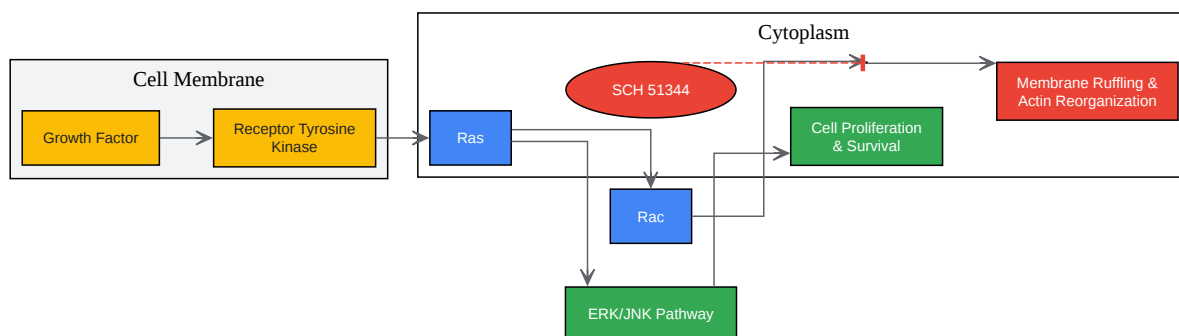 Cytoplasm
Cell Membrane
SCH 51344
Membrane Ruffling &
Actin Reorganization
Growth Factor
Receptor Tyrosine
Kinase
Ras
Cell Proliferation
& Survival
Rac
ERK/JNK Pathway